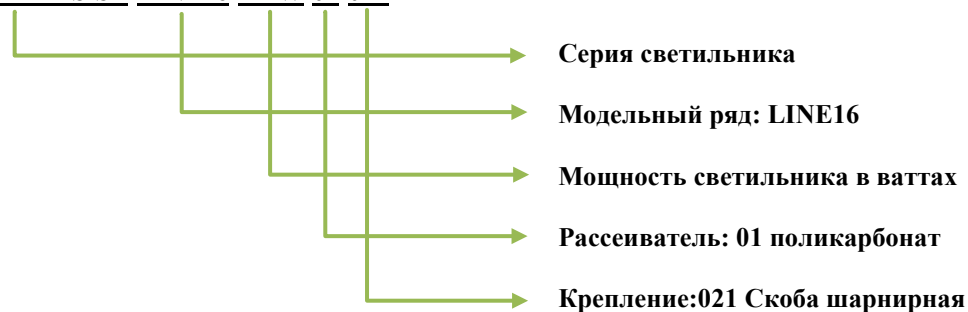 Серия светильника
Модельный ряд: LINE16
Мощность светильника в ваттах
Рассеиватель: 01 поликарбонат
Крепление:021 Скоба шарнирная